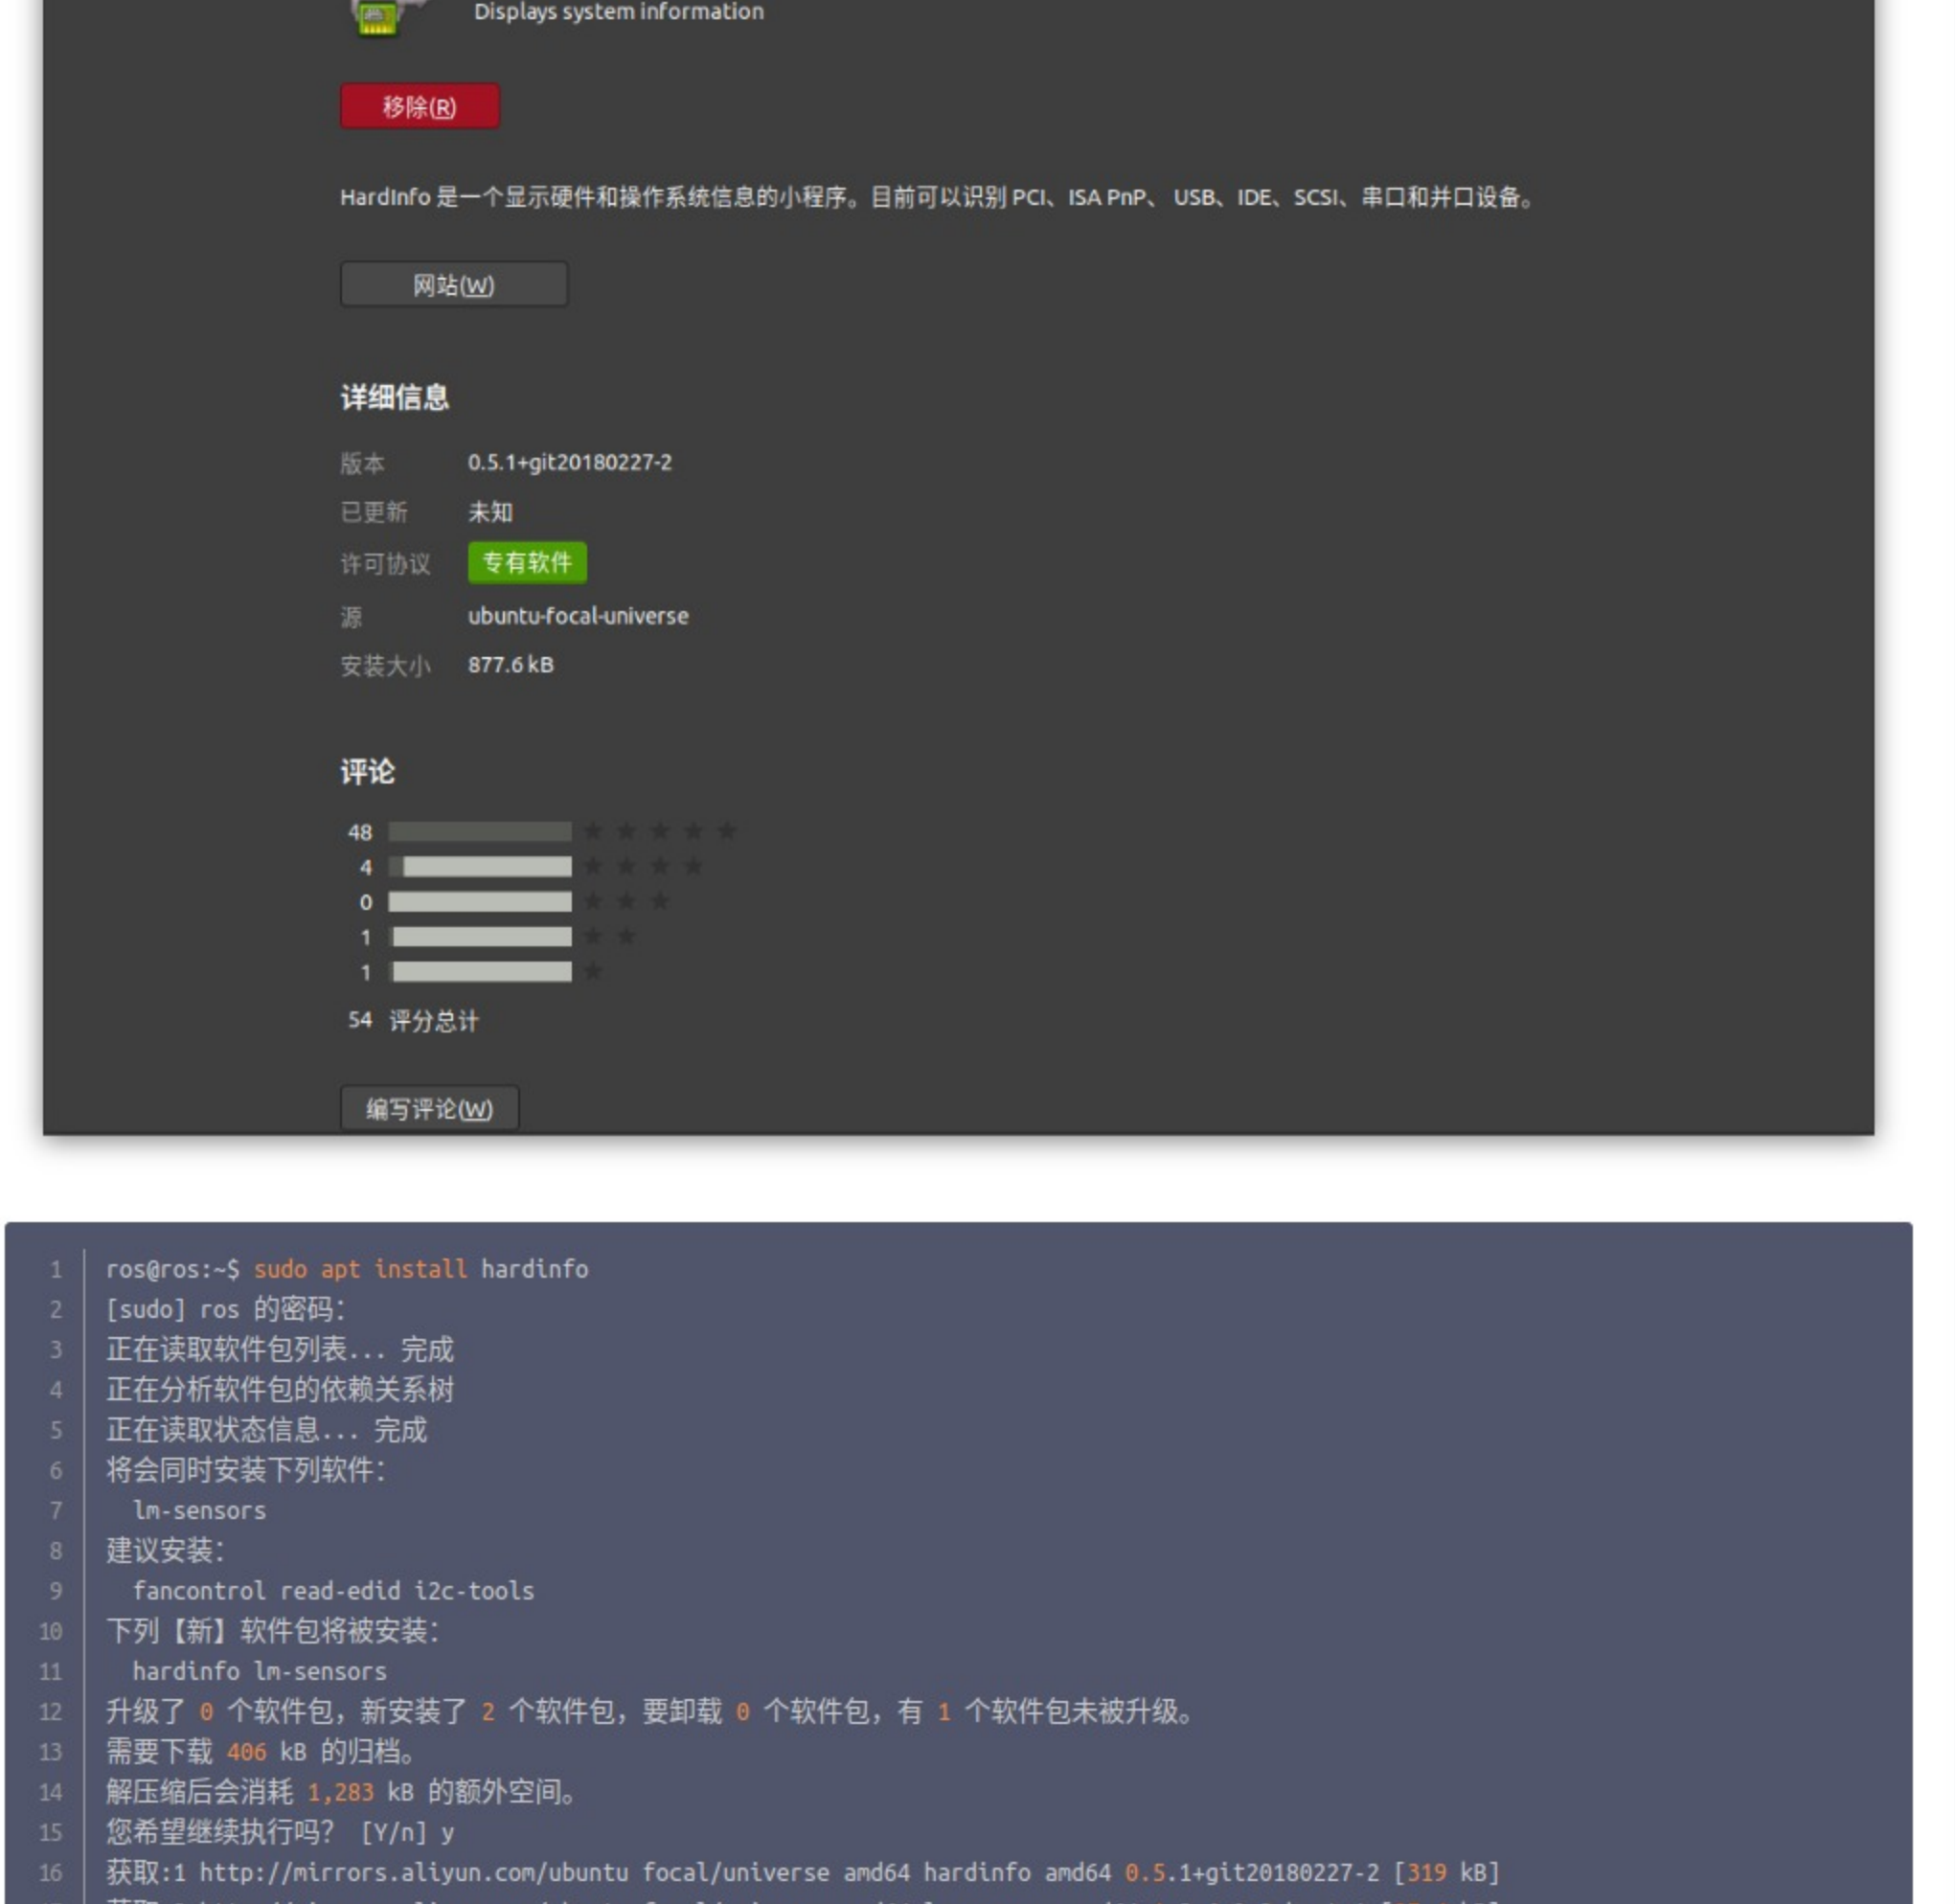 Displays system information
移除(R)
HardInfo 是一个显示硬件和操作系统信息的小程序。目前可以识别 PCI、ISA PnP、 USB、IDE、SCSI、串口和并口设备。
网站(W)
详细信息
版本 0.5.1+git20180227-2
已更新 未知
许可协议 专有软件
源 ubuntu-focal-universe
安装大小 877.6 kB
评论
48 ★ ★ ★ ★ ★
4 ★ ★ ★ ★
0 ★ ★ ★
1 ★ ★
1 ★
54 评分总计
编写评论(W)
1 ros@ros:~$ sudo apt install hardinfo
2 [sudo] ros 的密码：
3 正在读取软件包列表... 完成
4 正在分析软件包的依赖关系树
5 正在读取状态信息... 完成
6 将会同时安装下列软件：
7 lm-sensors
8 建议安装：
9 fancontrol read-edid i2c-tools
10 下列【新】软件包将被安装：
11 hardinfo lm-sensors
12 升级了 0 个软件包，新安装了 2 个软件包，要卸载 0 个软件包，有 1 个软件包未被升级。
13 需要下载 406 kB 的归档。
14 解压缩后会消耗 1,283 kB 的额外空间。
15 您希望继续执行吗？ [Y/n] y
16 获取:1 http://mirrors.aliyun.com/ubuntu focal/universe amd64 hardinfo amd64 0.5.1+git20180227-2 [319 kB]